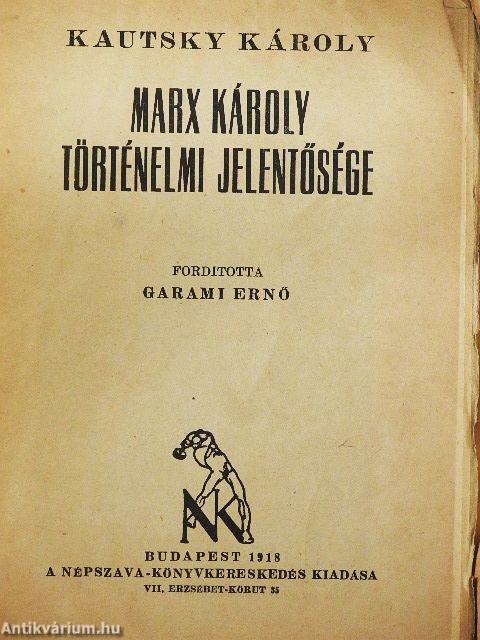 KAUTSKY KÁROLY
MARX KÁROLY
TÖRTÉNELMI JELENTŐSÉGE
FORDITOTTA
GARAMI ERNŐ
NK
BUDAPEST 1918
A NÉPSZAVA-KÖNYVKERESKEDÉS KIADÁSA
VII, ERZSÉBET-KÖRUT 35
Antikvárium.hu